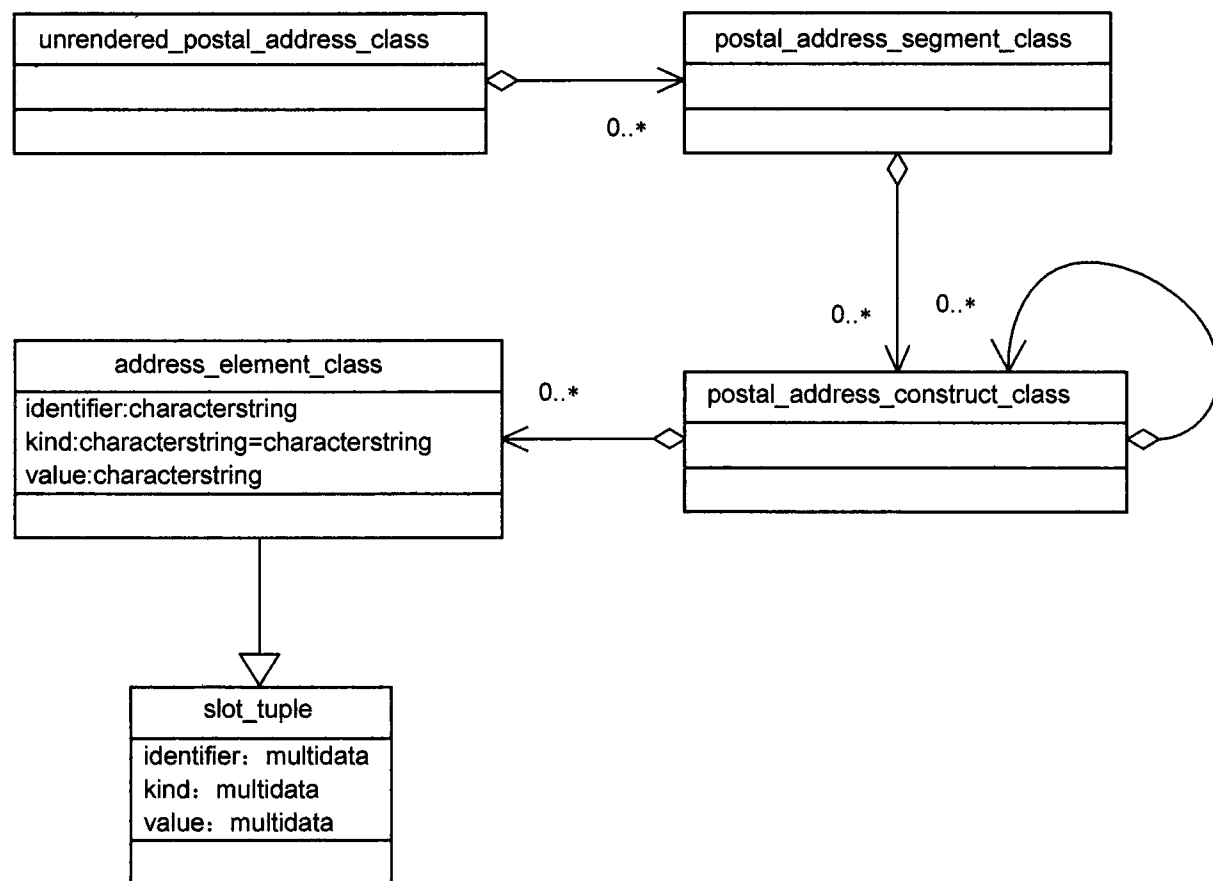 unrendered_postal_address_class
postal_address_segment_class
0..*
0..*
0..*
address_element_class
identifier:characterstring
kind:characterstring=characterstring
value:characterstring
0..*
postal_address_construct_class
slot_tuple
identifier：multidata
kind：multidata
value：multidata